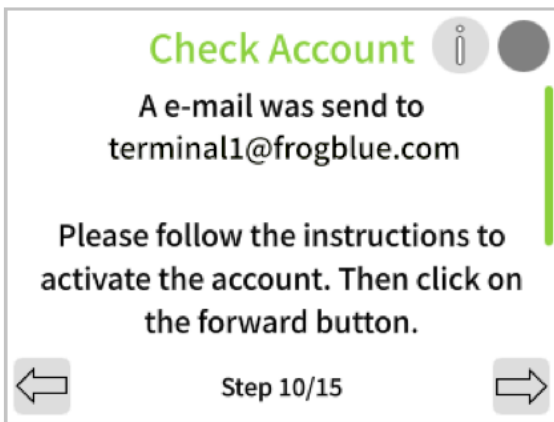 Check Account i
A e-mail was send to
terminal1@frogblue.com
Please follow the instructions to
activate the account. Then click on
the forward button.
Step 10/15